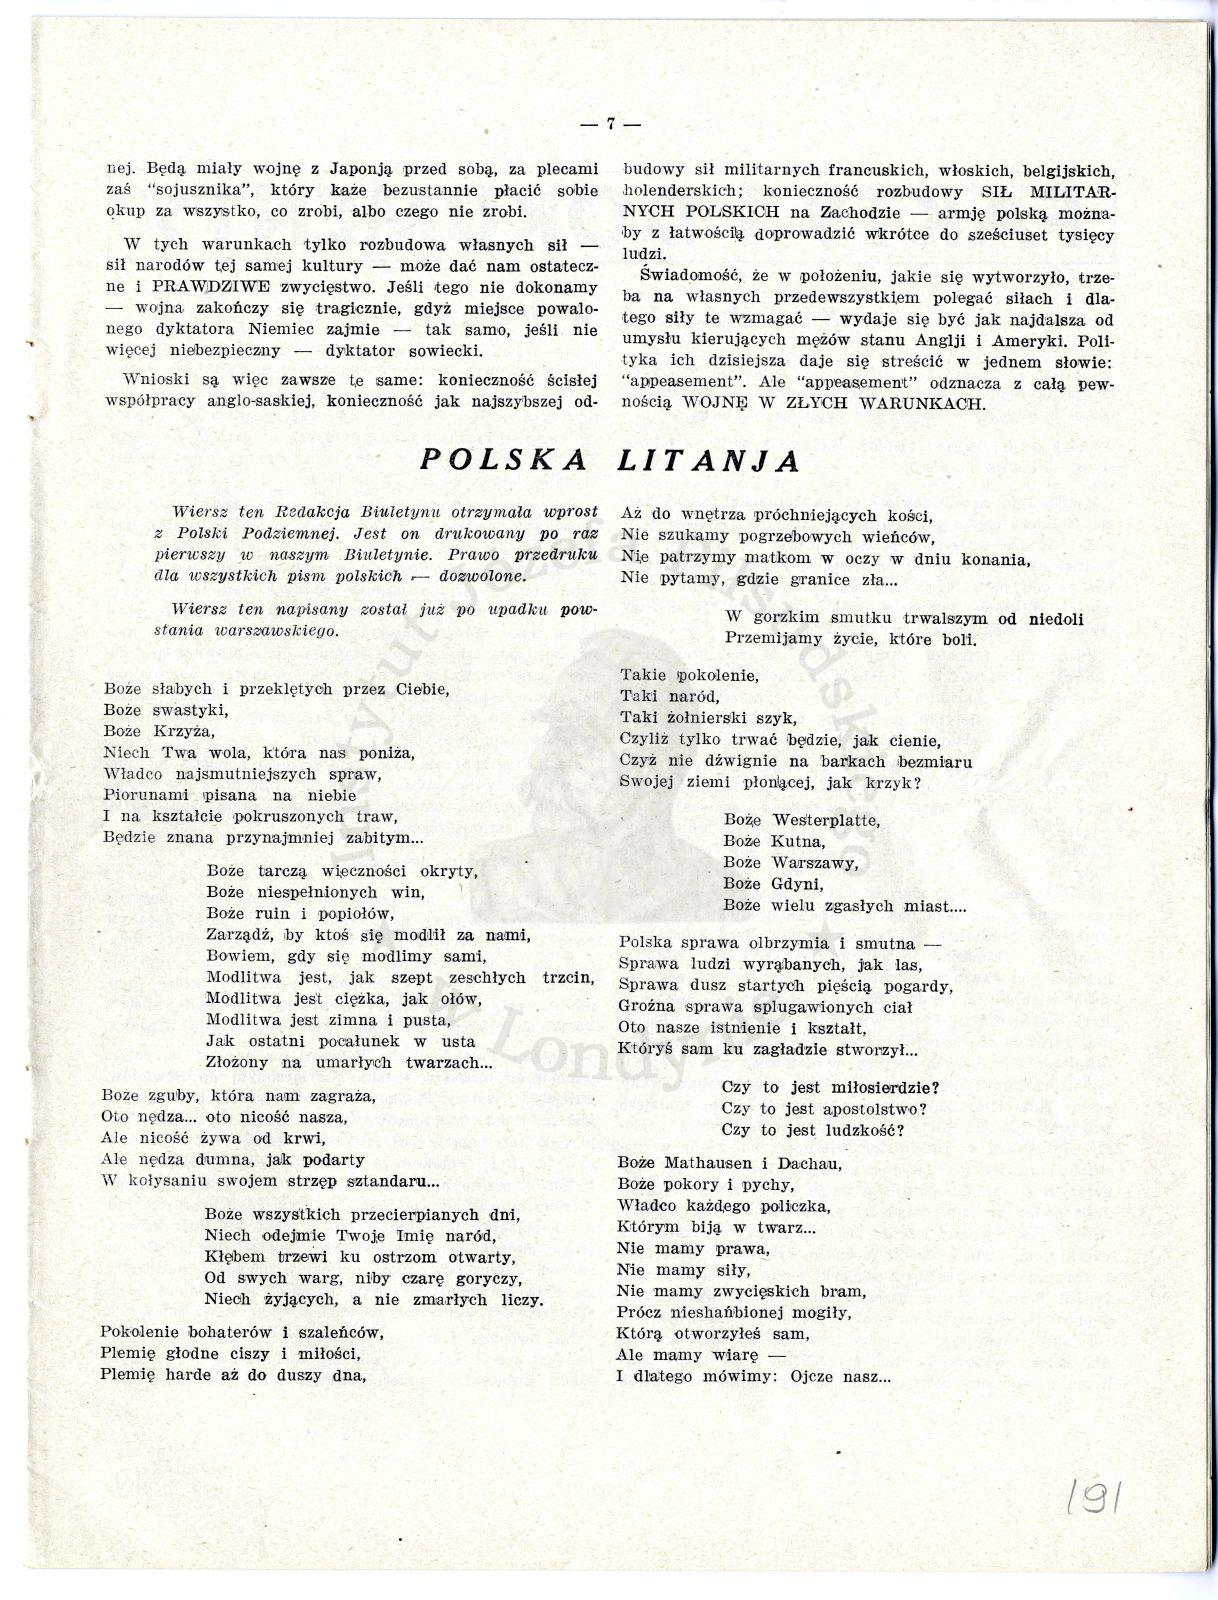 — 7 —
nej. Będą miały wojnę z Japonją przed sobą, za plecami
zaś "sojusznika", który każe bezustannie płacić sobie
okup za wszystko, co zrobi, albo czego nie zrobi.
W tych warunkach tylko rozbudowa własnych sił —
sił narodów tej samej kultury — może dać nam ostatecz-
ne i PRAWDZIWE zwycięstwo. Jeśli tego nie dokonamy
— wojna zakończy się tragicznie, gdyż miejsce powalo-
nego dyktatora Niemiec zajmie — tak samo, jeśli nie
więcej niebezpieczny — dyktator sowiecki.
Wnioski są więc zawsze te same: konieczność ścisłej
współpracy anglo-saskiej, konieczność jak najszybszej od-
budowy sił militarnych francuskich, włoskich, belgijskich,
holenderskich; konieczność rozbudowy SIŁ MILITAR-
NYCH POLSKICH na Zachodzie — armję polską można-
by z łatwością doprowadzić wkrótce do sześciuset tysięcy
ludzi.
Świadomość, że w położeniu, jakie się wytworzyło, trze-
ba na własnych przedewszystkiem polegać siłach i dla-
tego siły te wzmagać — wydaje się być jak najdalsza od
umysłu kierujących mężów stanu Anglji i Ameryki. Poli-
tyka ich dzisiejsza daje się streścić w jednem słowie:
"appeasement". Ale "appeasement" odznacza z całą pew-
nością WOJNĘ W ZŁYCH WARUNKACH.
POLSKA LITANJA
Wiersz ten Redakcja Biuletynu otrzymała wprost
z Polski Podziemnej. Jest on drukowany po raz
pierwszy w naszym Biuletynie. Prawo przedruku
dla wszystkich pism polskich — dozwolone.
Wiersz ten napisany został już po upadku pow-
stania warszawskiego.
Boże słabych i przeklętych przez Ciebie,
Boże swastyki,
Boże Krzyża,
Niech Twa wola, która nas poniża,
Władco najsmutniejszych spraw,
Piorunami pisana na niebie
I na kształcie pokruszonych traw,
Będzie znana przynajmniej zabitym...
Boże tarczą wieczności okryty,
Boże niespełnionych win,
Boże ruin i popiołów,
Zarządź, by ktoś się modlił za nami,
Bowiem, gdy się modlimy sami,
Modlitwa jest, jak szept zeschłych trzcin,
Modlitwa jest ciężka, jak ołów,
Modlitwa jest zimna i pusta,
Jak ostatni pocałunek w usta
Złożony na umarłych twarzach...
Boże zguby, która nam zagraża,
Oto nędza... oto nicość nasza,
Ale nicość żywa od krwi,
Ale nędza dumna, jak podarty
W kołysaniu swojem strzęp sztandaru...
Boże wszystkich przecierpianych dni,
Niech odejmie Twoje Imię naród,
Kłębem trzewi ku ostrzom otwarty,
Od swych warg, niby czarę goryczy,
Niech żyjących, a nie zmarłych liczy.
Pokolenie bohaterów i szaleńców,
Plemię głodne ciszy i miłości,
Plemię harde aż do duszy dna,
Aż do wnętrza próchniejących kości,
Nie szukamy pogrzebowych wieńców,
Nie patrzymy matkom w oczy w dniu konania,
Nie pytamy, gdzie granice zła...
W gorzkim smutku trwalszym od niedoli
Przemijamy życie, które boli.
Takie pokolenie,
Taki naród,
Taki żołnierski szyk,
Czyliż tylko trwać będzie, jak cienie,
Czyż nie dźwignie na barkach bezmiaru
Swojej ziemi płonącej, jak krzyk?
Boże Westerplatte,
Boże Kutna,
Boże Warszawy,
Boże Gdyni,
Boże wielu zgasłych miast....
Polska sprawa olbrzymia i smutna —
Sprawa ludzi wyrąbanych, jak las,
Sprawa dusz startych pięścią pogardy,
Groźna sprawa splugawionych ciał
Oto nasze istnienie i kształt,
Któryś sam ku zagładzie stworzył...
Czy to jest miłosierdzie?
Czy to jest apostolstwo?
Czy to jest ludzkość?
Boże Mathausen i Dachau,
Boże pokory i pychy,
Władco każdego policzka,
Którym biją w twarz...
Nie mamy prawa,
Nie mamy siły,
Nie mamy zwycięskich bram,
Prócz nieshańbionej mogiły,
Którą otworzyłeś sam,
Ale mamy wiarę —
I dlatego mówimy: Ojcze nasz...
Instytut Józefa Piłsudskiego
w Londynie
191